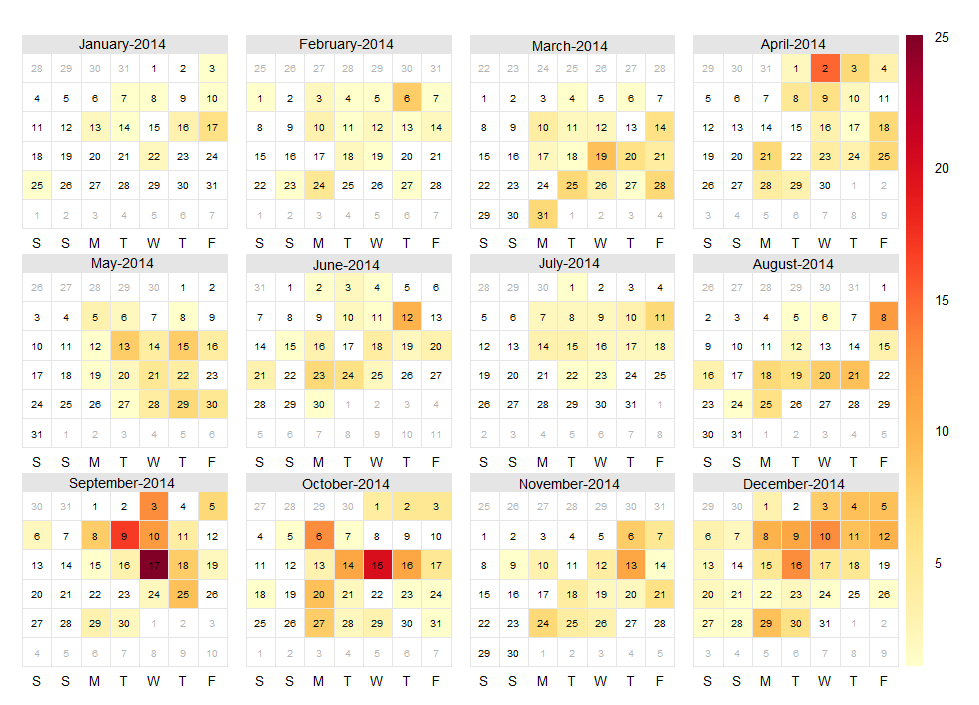 January-2014 February-2014 March-2014 April-2014 25
28 29 30 31 1 2 3 25 26 27 28 29 30 31 22 23 24 25 26 27 28 29 30 31 1 2 3 4
4 5 6 7 8 9 10 1 2 3 4 5 6 7 1 2 3 4 5 6 7 5 6 7 8 9 10 11
11 12 13 14 15 16 17 8 9 10 11 12 13 14 8 9 10 11 12 13 14 12 13 14 15 16 17 18
18 19 20 21 22 23 24 15 16 17 18 19 20 21 15 16 17 18 19 20 21 19 20 21 22 23 24 25 20
25 26 27 28 29 30 31 22 23 24 25 26 27 28 22 23 24 25 26 27 28 26 27 28 29 30 1 2
1 2 3 4 5 6 7 1 2 3 4 5 6 7 29 30 31 1 2 3 4 3 4 5 6 7 8 9
S S M T W T F S S M T W T F S S M T W T F S S M T W T F
May-2014 June-2014 July-2014 August-2014
26 27 28 29 30 1 2 31 1 2 3 4 5 6 28 29 30 1 2 3 4 26 27 28 29 30 31 1 15
3 4 5 6 7 8 9 7 8 9 10 11 12 13 5 6 7 8 9 10 11 2 3 4 5 6 7 8
10 11 12 13 14 15 16 14 15 16 17 18 19 20 12 13 14 15 16 17 18 9 10 11 12 13 14 15
17 18 19 20 21 22 23 21 22 23 24 25 26 27 19 20 21 22 23 24 25 16 17 18 19 20 21 22
24 25 26 27 28 29 30 28 29 30 1 2 3 4 26 27 28 29 30 31 1 23 24 25 26 27 28 29
31 1 2 3 4 5 6 5 6 7 8 9 10 11 2 3 4 5 6 7 8 30 31 1 2 3 4 5 10
S S M T W T F S S M T W T F S S M T W T F S S M T W T F
September-2014 October-2014 November-2014 December-2014
30 31 1 2 3 4 5 27 28 29 30 1 2 3 25 26 27 28 29 30 31 29 30 1 2 3 4 5
6 7 8 9 10 11 12 4 5 6 7 8 9 10 1 2 3 4 5 6 7 6 7 8 9 10 11 12
13 14 15 16 17 18 19 11 12 13 14 15 16 17 8 9 10 11 12 13 14 13 14 15 16 17 18 19 5
20 21 22 23 24 25 26 18 19 20 21 22 23 24 15 16 17 18 19 20 21 20 21 22 23 24 25 26
27 28 29 30 1 2 3 25 26 27 28 29 30 31 22 23 24 25 26 27 28 27 28 29 30 31 1 2
4 5 6 7 8 9 10 1 2 3 4 5 6 7 29 30 1 2 3 4 5 3 4 5 6 7 8 9
S S M T W T F S S M T W T F S S M T W T F S S M T W T F